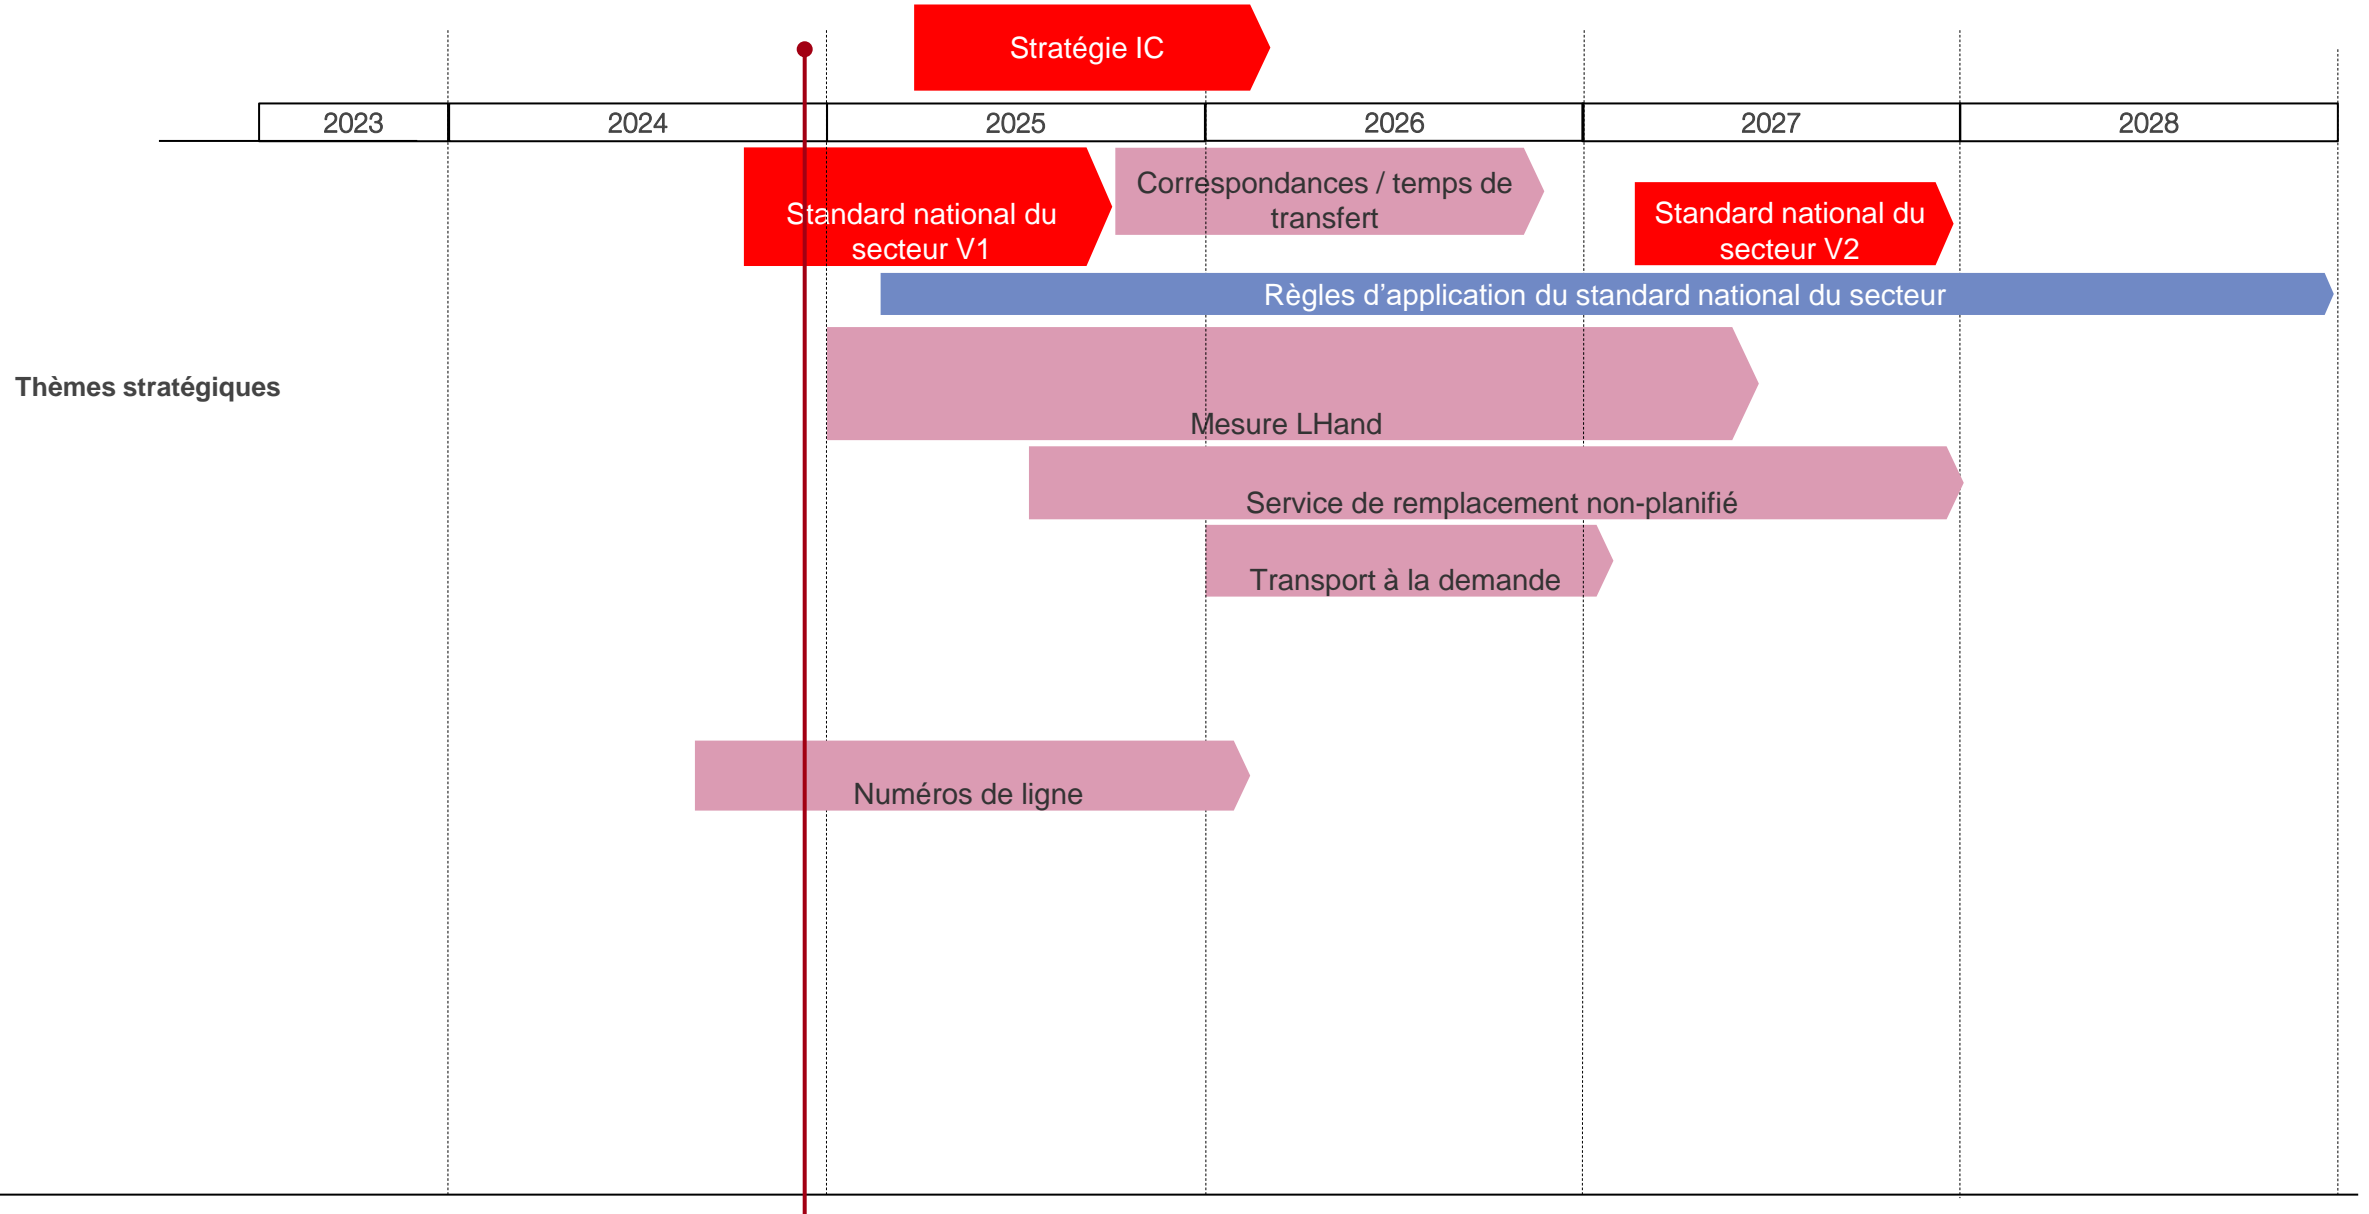 Stratégie IC
2023
2024
2025
2026
2027
2028
Standard national du
secteur V1
Correspondances / temps de
transfert
Standard national du
secteur V2
Règles d’application du standard national du secteur
Thèmes stratégiques
Mesure LHand
Service de remplacement non-planifié
Transport à la demande
Numéros de ligne